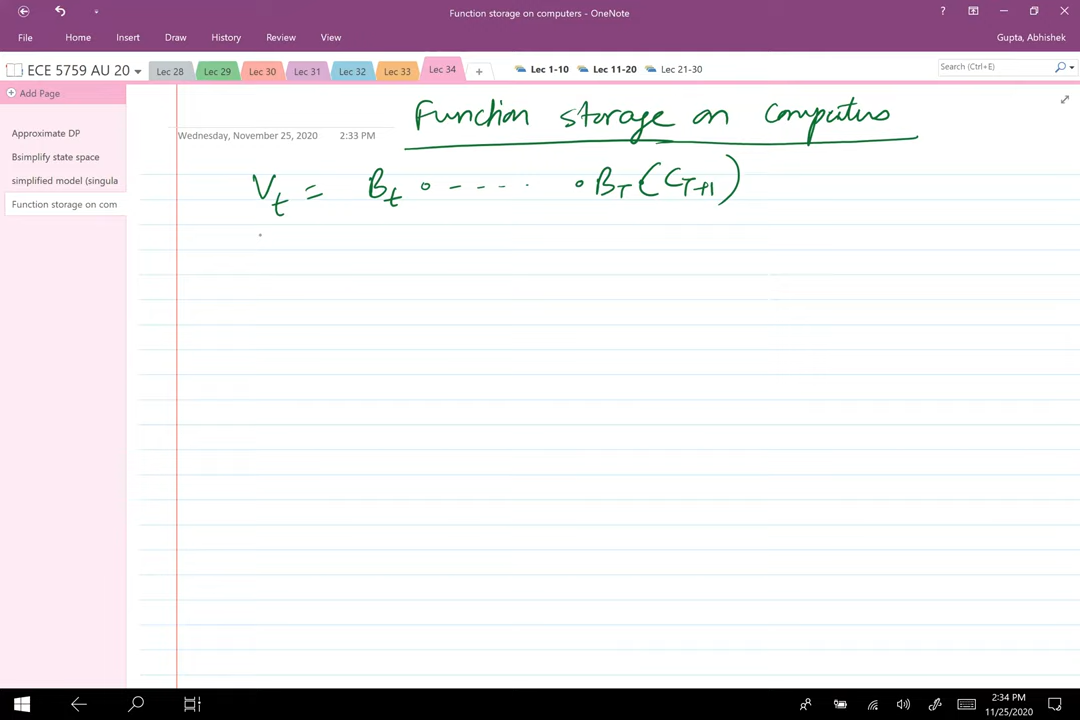 Function storage on computers - OneNote
?
Gupta, Abhishek
File Home Insert Draw History Review View
ECE 5759 AU 20
Lec 28 Lec 29 Lec 30 Lec 31 Lec 32 Lec 33 Lec 34 + Lec 1-10 Lec 11-20 Lec 21-30
Search (Ctrl+E)
Add Page
Approximate DP
Bsimplify state space
simplified model (singula
Function storage on com
Function storage on computers
Wednesday, November 25, 2020 2:33 PM
V_t = B_t ∘ - - - - . . ∘ B_T (C_{T+1})
2:34 PM
11/25/2020